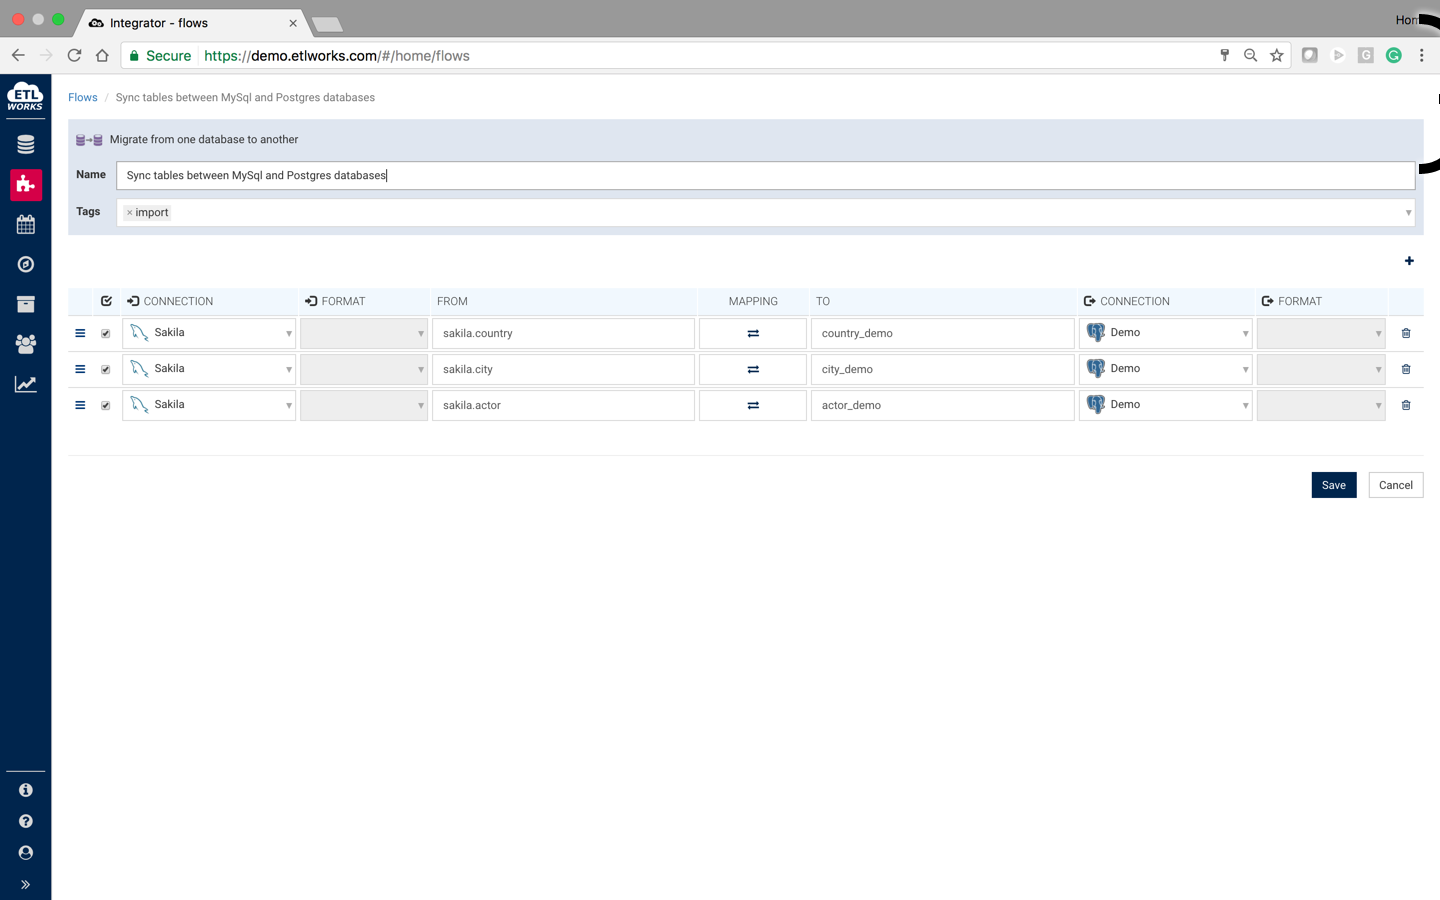 Integrator - flows
Hom
Secure https://demo.etlworks.com/#/home/flows
ETL
WORKS
Flows / Sync tables between MySql and Postgres databases
Migrate from one database to another
Name Sync tables between MySql and Postgres databases
Tags × import
CONNECTION FORMAT FROM MAPPING TO CONNECTION FORMAT
Sakila sakila.country country_demo Demo
Sakila sakila.city city_demo Demo
Sakila sakila.actor actor_demo Demo
Save Cancel